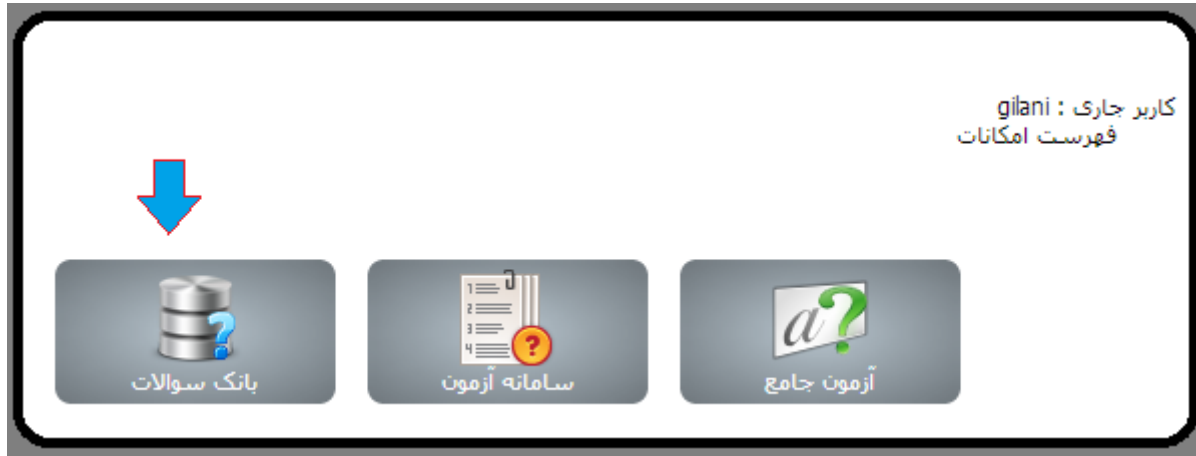 کاربر جاری : gilani
فهرست امکانات
آزمون جامع
سامانه آزمون
بانک سوالات